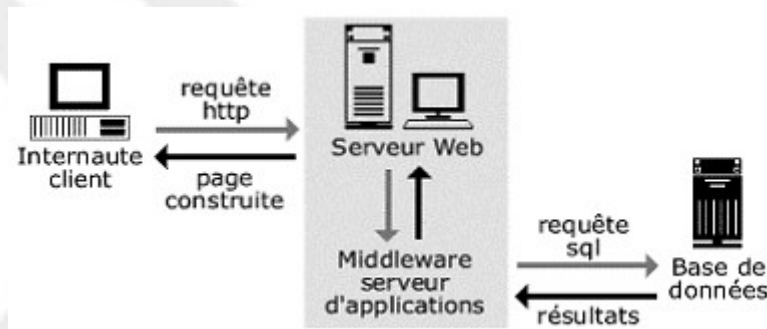 Internaute
client
requête
http
page
construite
Serveur Web
Middleware
serveur
d'applications
requête
sql
résultats
Base de
données